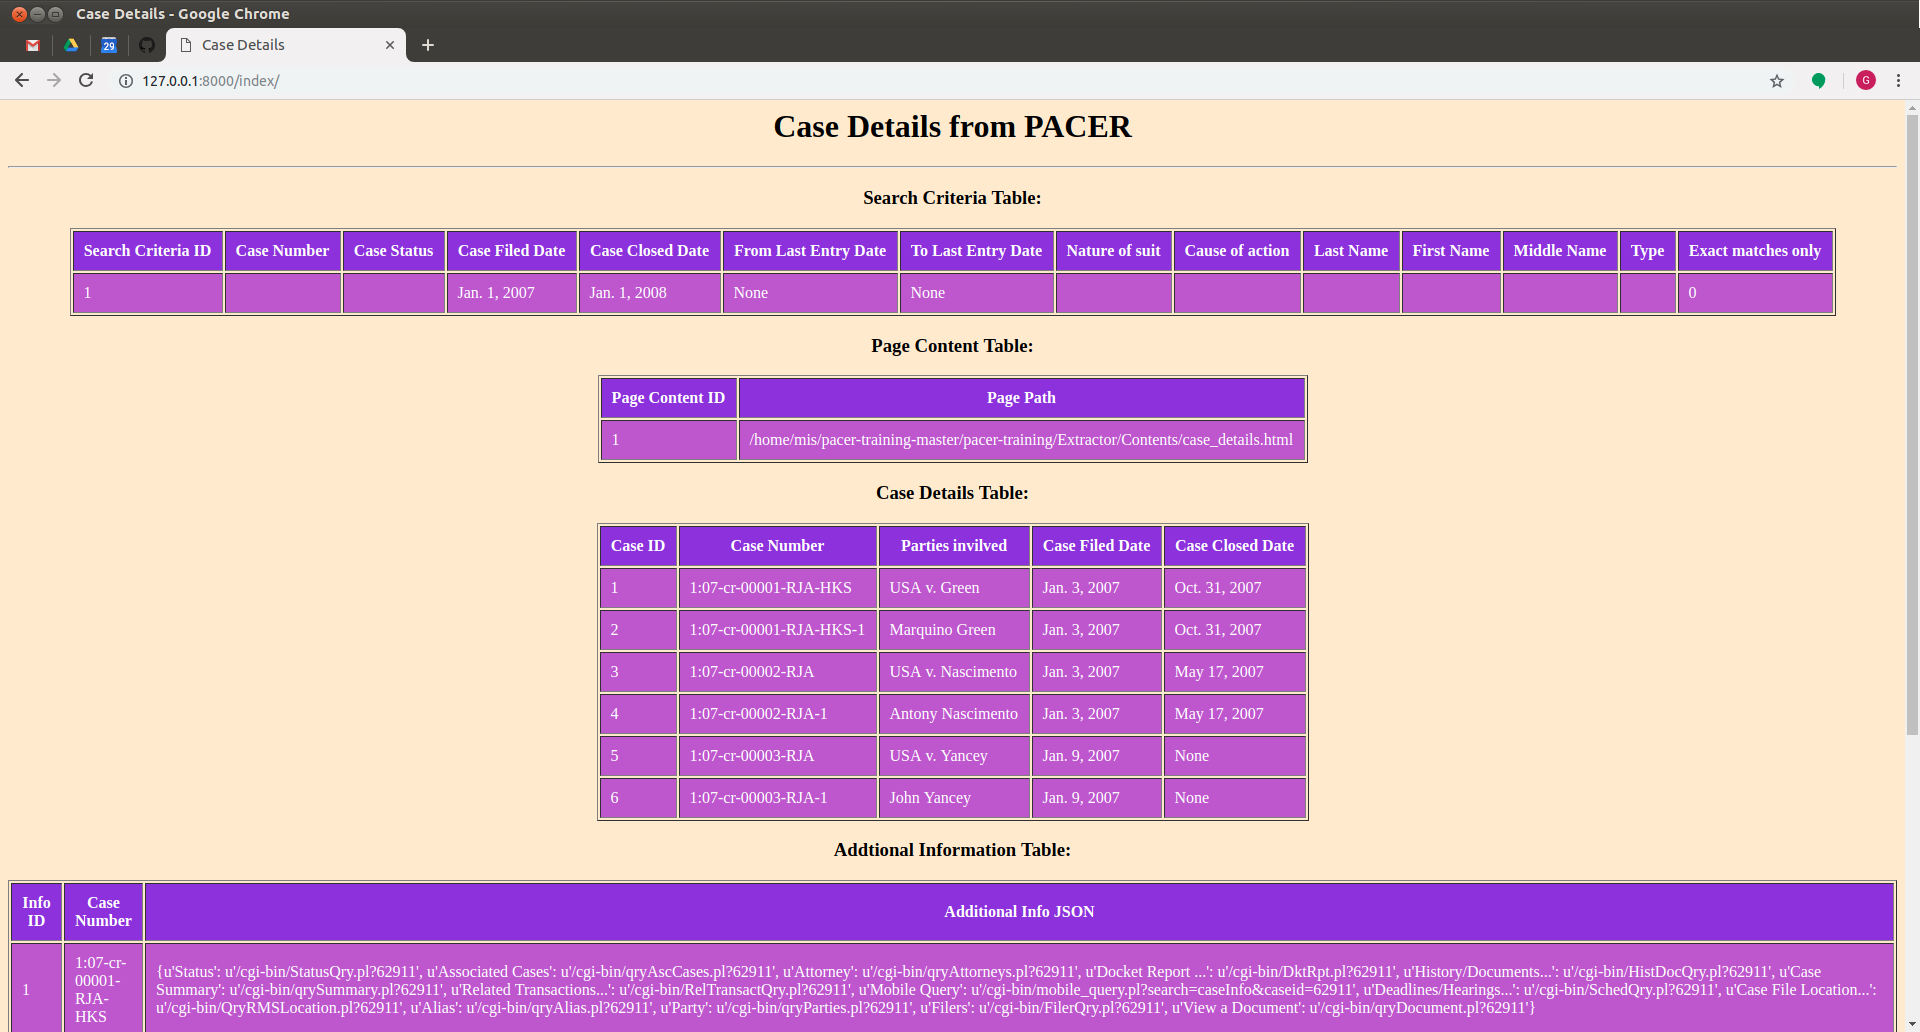 Case Details - Google Chrome
29
Case Details
127.0.0.1:8000/index/
G
Case Details from PACER
Search Criteria Table:
Search Criteria ID Case Number Case Status Case Filed Date Case Closed Date From Last Entry Date To Last Entry Date Nature of suit Cause of action Last Name First Name Middle Name Type Exact matches only
1 Jan. 1, 2007 Jan. 1, 2008 None None 0
Page Content Table:
Page Content ID Page Path
1 /home/mis/pacer-training-master/pacer-training/Extractor/Contents/case_details.html
Case Details Table:
Case ID Case Number Parties invilved Case Filed Date Case Closed Date
1 1:07-cr-00001-RJA-HKS USA v. Green Jan. 3, 2007 Oct. 31, 2007
2 1:07-cr-00001-RJA-HKS-1 Marquino Green Jan. 3, 2007 Oct. 31, 2007
3 1:07-cr-00002-RJA USA v. Nascimento Jan. 3, 2007 May 17, 2007
4 1:07-cr-00002-RJA-1 Antony Nascimento Jan. 3, 2007 May 17, 2007
5 1:07-cr-00003-RJA USA v. Yancey Jan. 9, 2007 None
6 1:07-cr-00003-RJA-1 John Yancey Jan. 9, 2007 None
Addtional Information Table:
Info
ID
Case
Number
Additional Info JSON
1
1:07-cr-
00001-
RJA-
HKS
{u'Status': u'/cgi-bin/StatusQry.pl?62911', u'Associated Cases': u'/cgi-bin/qryAscCases.pl?62911', u'Attorney': u'/cgi-bin/qryAttorneys.pl?62911', u'Docket Report ...': u'/cgi-bin/DktRpt.pl?62911', u'History/Documents...': u'/cgi-bin/HistDocQry.pl?62911', u'Case
Summary': u'/cgi-bin/qrySummary.pl?62911', u'Related Transactions...': u'/cgi-bin/RelTransactQry.pl?62911', u'Mobile Query': u'/cgi-bin/mobile_query.pl?search=caseInfo&caseid=62911', u'Deadlines/Hearings...': u'/cgi-bin/SchedQry.pl?62911', u'Case File Location...':
u'/cgi-bin/QryRMSLocation.pl?62911', u'Alias': u'/cgi-bin/qryAlias.pl?62911', u'Party': u'/cgi-bin/qryParties.pl?62911', u'Filers': u'/cgi-bin/FilerQry.pl?62911', u'View a Document': u'/cgi-bin/qryDocument.pl?62911'}